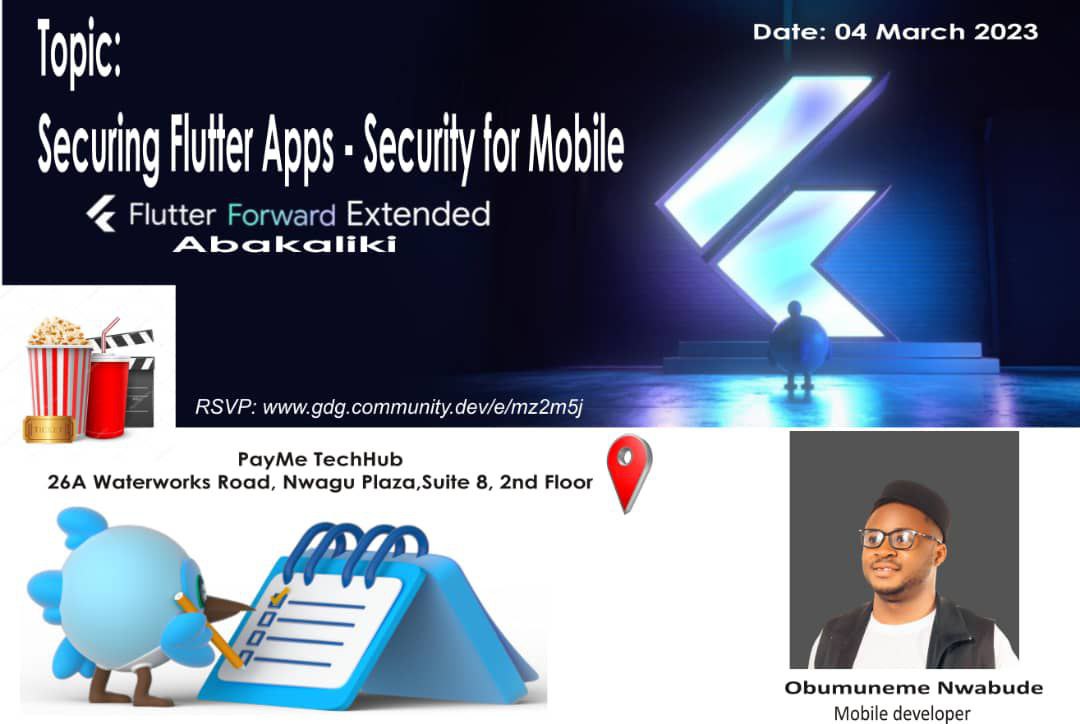 Topic:
Date: 04 March 2023
Securing Flutter Apps - Security for Mobile
Flutter Forward Extended
Abakaliki
TICKET
RSVP: www.gdg.community.dev/e/mz2m5j
PayMe TechHub
26A Waterworks Road, Nwagu Plaza,Suite 8, 2nd Floor
Obumuneme Nwabude
Mobile developer